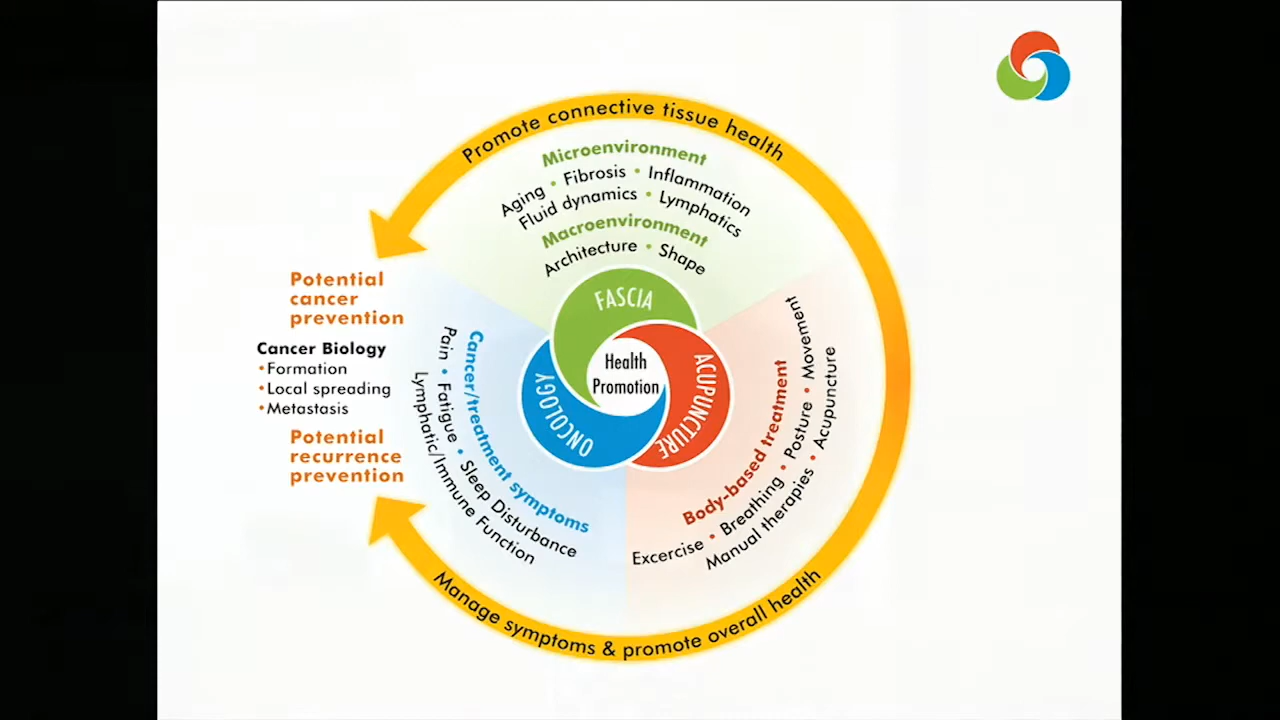 Promote connective tissue health
Microenvironment
Aging • Fibrosis • Inflammation
Fluid dynamics • Lymphatics
Macroenvironment
Architecture • Shape
FASCIA
ACUPUNCTURE
ONCOLOGY
Health
Promotion
Potential
cancer
prevention
Cancer Biology
•Formation
•Local spreading
•Metastasis
Potential
recurrence
prevention
Cancer/treatment symptoms
Pain • Fatigue • Sleep Disturbance
Lymphatic/Immune Function
Body-based treatment
Excercise • Breathing • Posture • Movement
Manual therapies • Acupuncture
Manage symptoms & promote overall health